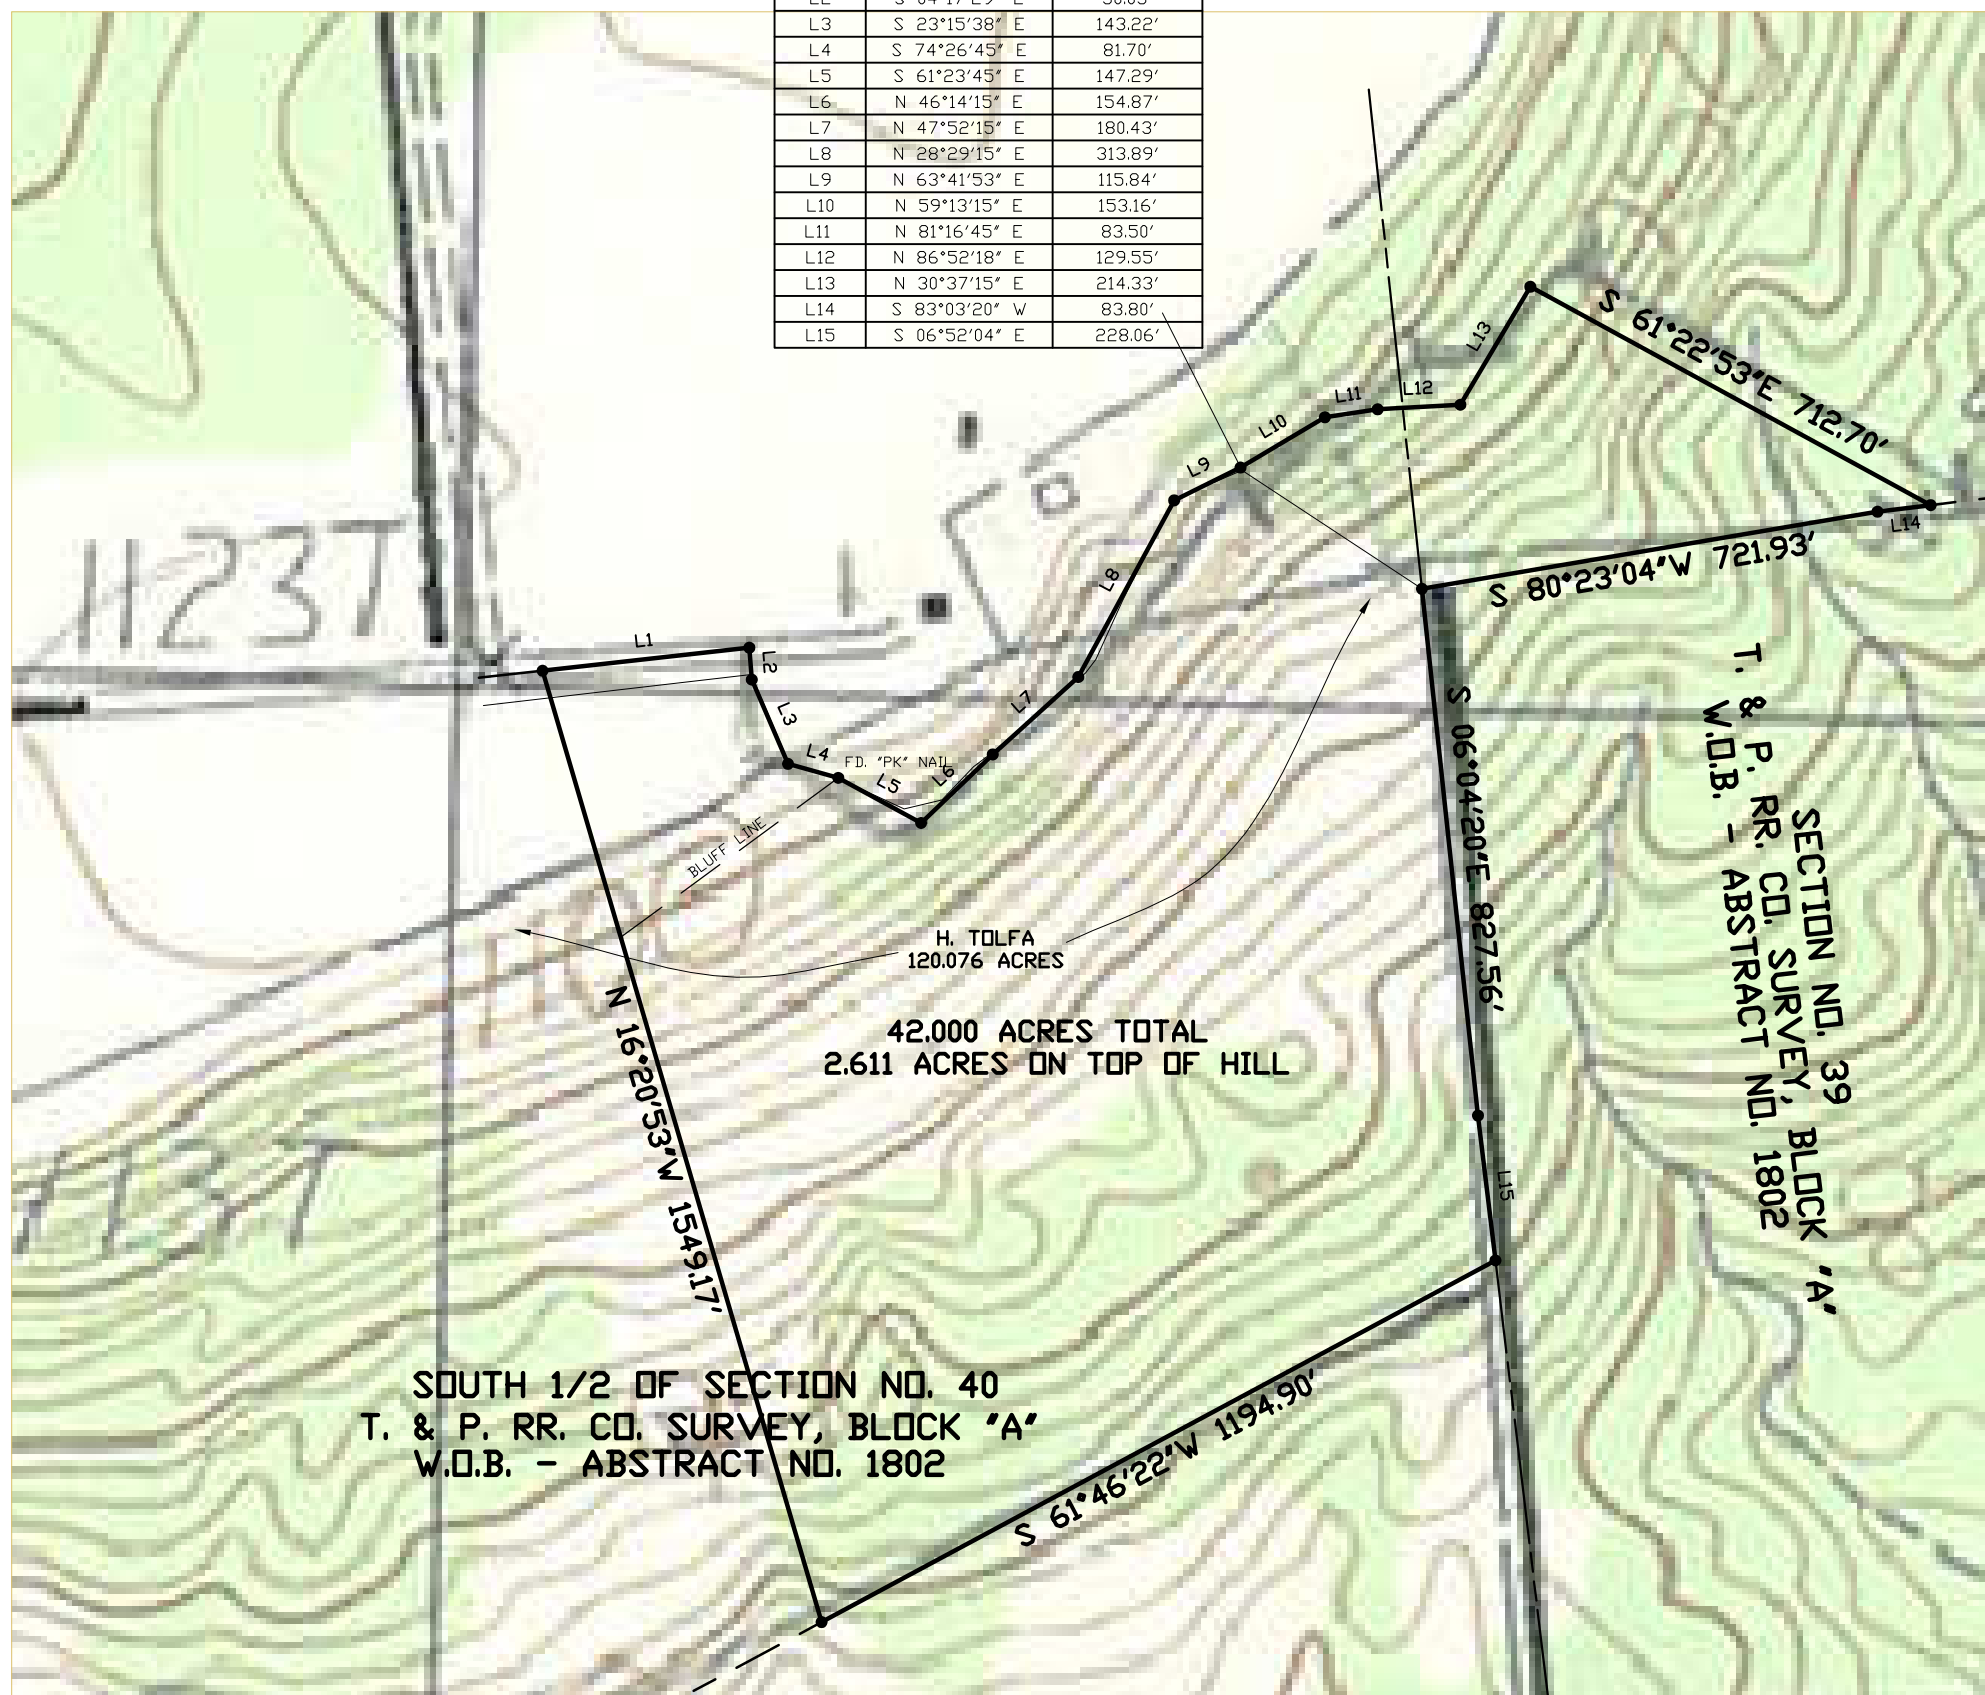 L3 S 23°15'38" E 143.22'
L4 S 74°26'45" E 81.70'
L5 S 61°23'45" E 147.29'
L6 N 46°14'15" E 154.87'
L7 N 47°52'15" E 180.43'
L8 N 28°29'15" E 313.89'
L9 N 63°41'53" E 115.84'
L10 N 59°13'15" E 153.16'
L11 N 81°16'45" E 83.50'
L12 N 86°52'18" E 129.55'
L13 N 30°37'15" E 214.33'
L14 S 83°03'20" W 83.80'
L15 S 06°52'04" E 228.06'
L13
S 61°22'53"E 712.70'
L12
L11
L10
L9
L14
S 80°23'04"W 721.93'
L8
L1
L2
L3
L7
L4
FD. "PK" NAIL
L6
L5
BLUFF LINE
S 06°04'20"E 827.56'
SECTION NO. 39
T. & P. RR. CO. SURVEY, BLOCK "A"
W.O.B. - ABSTRACT NO. 1802
H. TOLFA
120.076 ACRES
42.000 ACRES TOTAL
2.611 ACRES ON TOP OF HILL
N 16°20'53"W 1549.17'
L15
SOUTH 1/2 OF SECTION NO. 40
T. & P. RR. CO. SURVEY, BLOCK "A"
W.O.B. - ABSTRACT NO. 1802
S 61°46'22"W 1194.90'